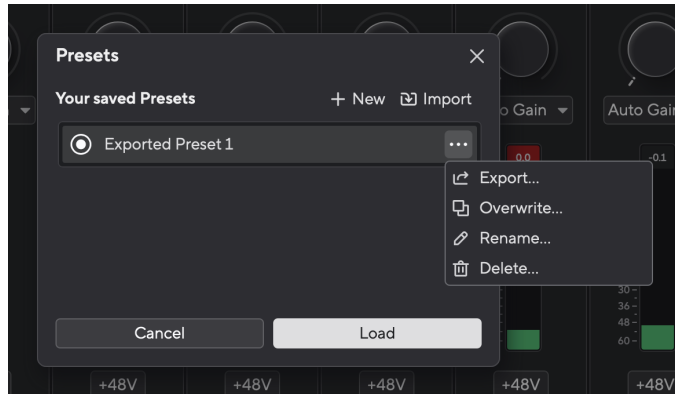 Presets
Your saved Presets
New
Import
Exported Preset 1
Export...
Overwrite...
Rename...
Delete...
Cancel
Load
o Gain
Auto Gai
0.0
-0.1
30
36
48
60
+48V
+48V
+48V
+48V
+48V